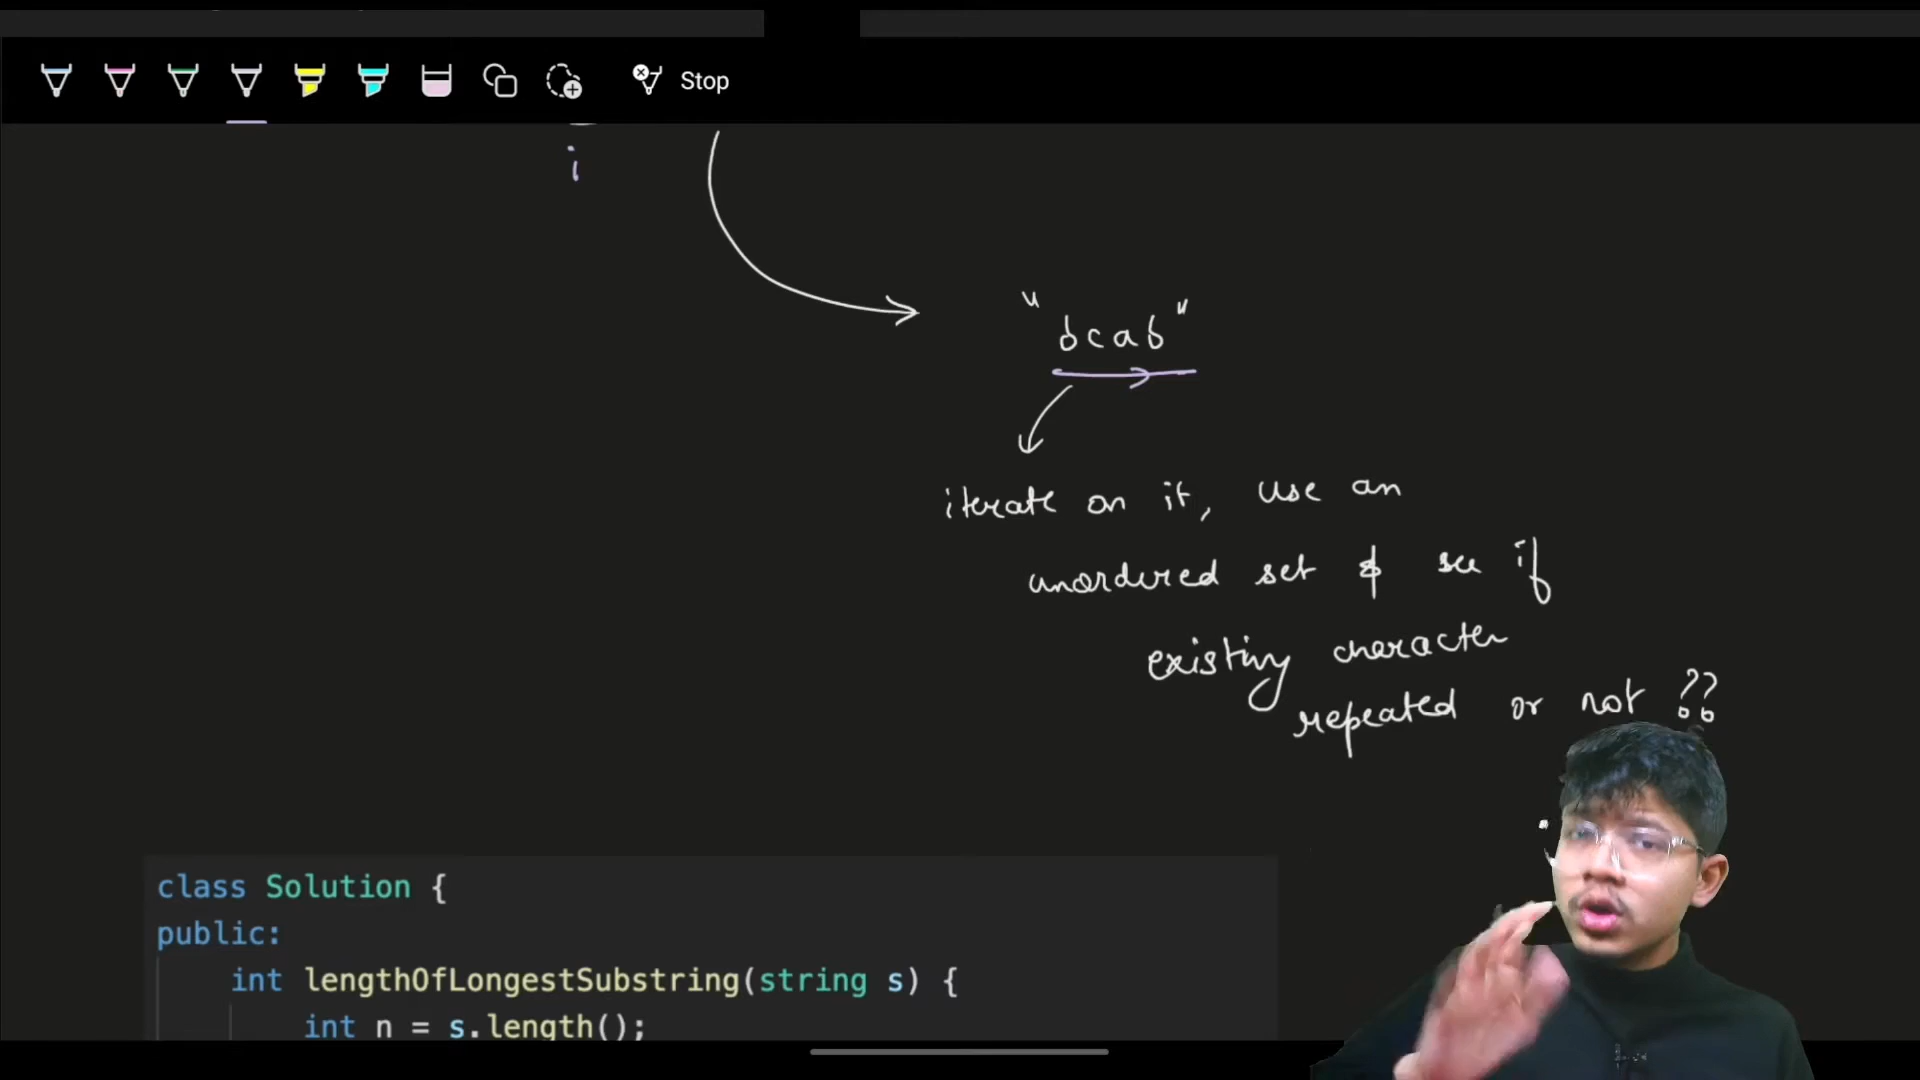 Stop
i
"bcab"
iterate on it, use an
unordered set & see if
existing character
repeated or not ??
class Solution {
public:
int lengthOfLongestSubstring(string s) {
int n = s.length();